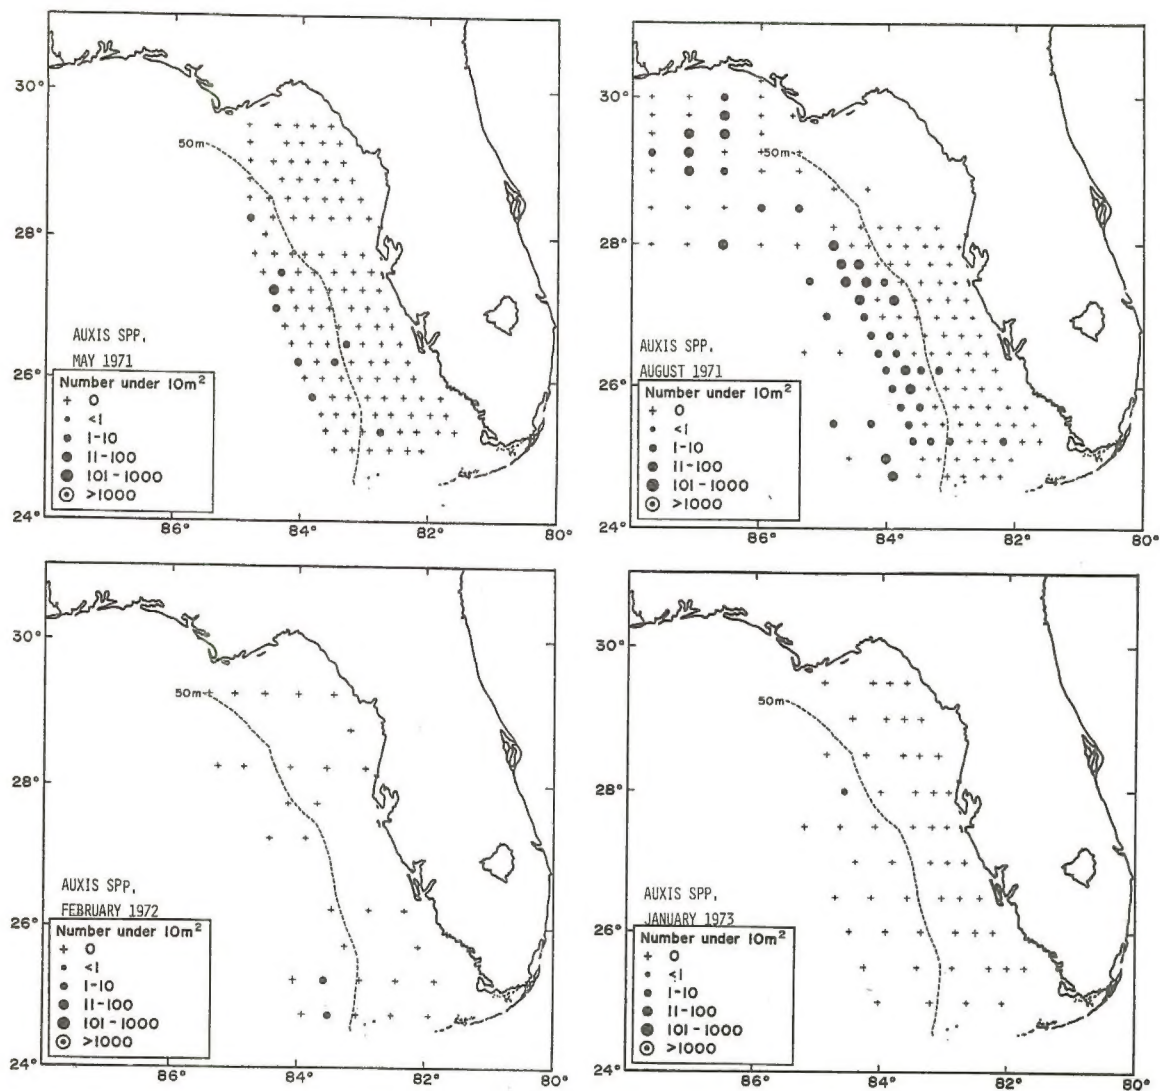 30°
50m
28°
AUXIS SPP.
MAY 1971
26°
Number under 10m²
+ 0
<1
1-10
11-100
101-1000
>1000
24°
86° 84° 82° 80°
30°
50m
28°
AUXIS SPP.
AUGUST 1971
26°
Number under 10m²
+ 0
<1
1-10
11-100
101-1000
>1000
24°
86° 84° 82° 80°
30°
50m
28°
AUXIS SPP.
FEBRUARY 1972
26°
Number under 10m²
+ 0
<1
1-10
11-100
101-1000
>1000
24°
86° 84° 82° 80°
30°
50m
28°
AUXIS SPP.
JANUARY 1973
26°
Number under 10m²
+ 0
<1
1-10
11-100
101-1000
>1000
24°
86° 84° 82° 80°